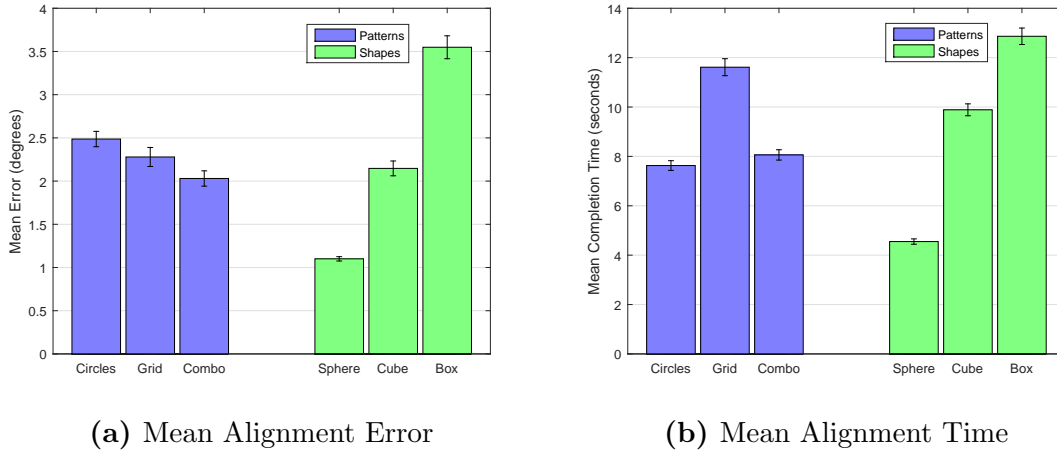 4
3.5
3
2.5
2
1.5
1
0.5
0
Mean Error (degrees)
Patterns
Shapes
Circles Grid Combo Sphere Cube Box
(a) Mean Alignment Error
14
12
10
8
6
4
2
0
Mean Completion Time (seconds)
Patterns
Shapes
Circles Grid Combo Sphere Cube Box
(b) Mean Alignment Time